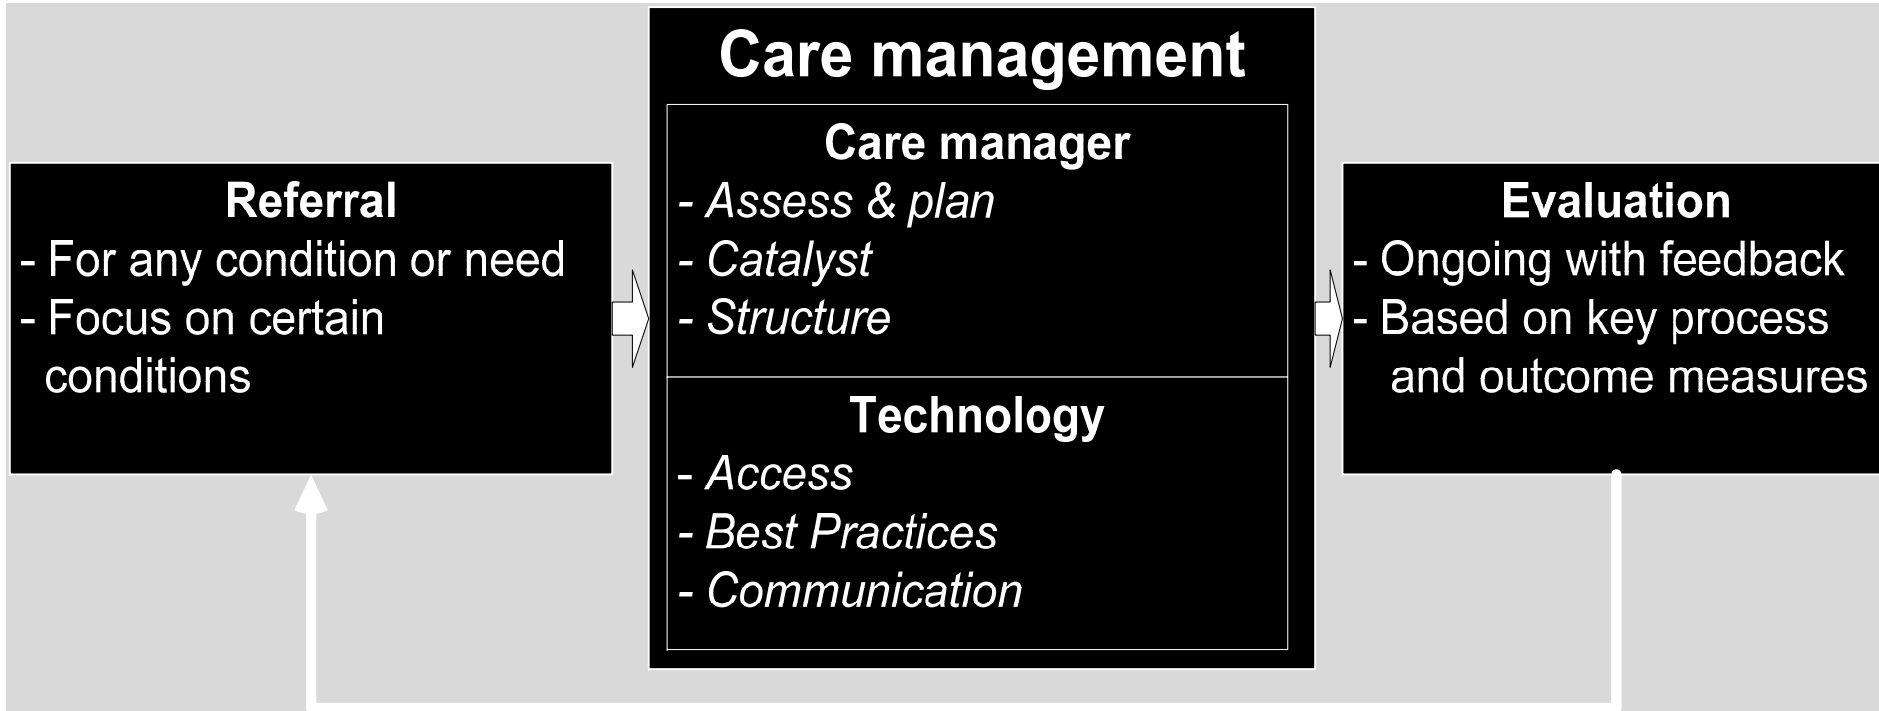 Care management
Care manager
- Assess & plan
- Catalyst
- Structure
Technology
- Access
- Best Practices
- Communication
Referral
- For any condition or need
- Focus on certain
conditions
Evaluation
- Ongoing with feedback
- Based on key process
and outcome measures